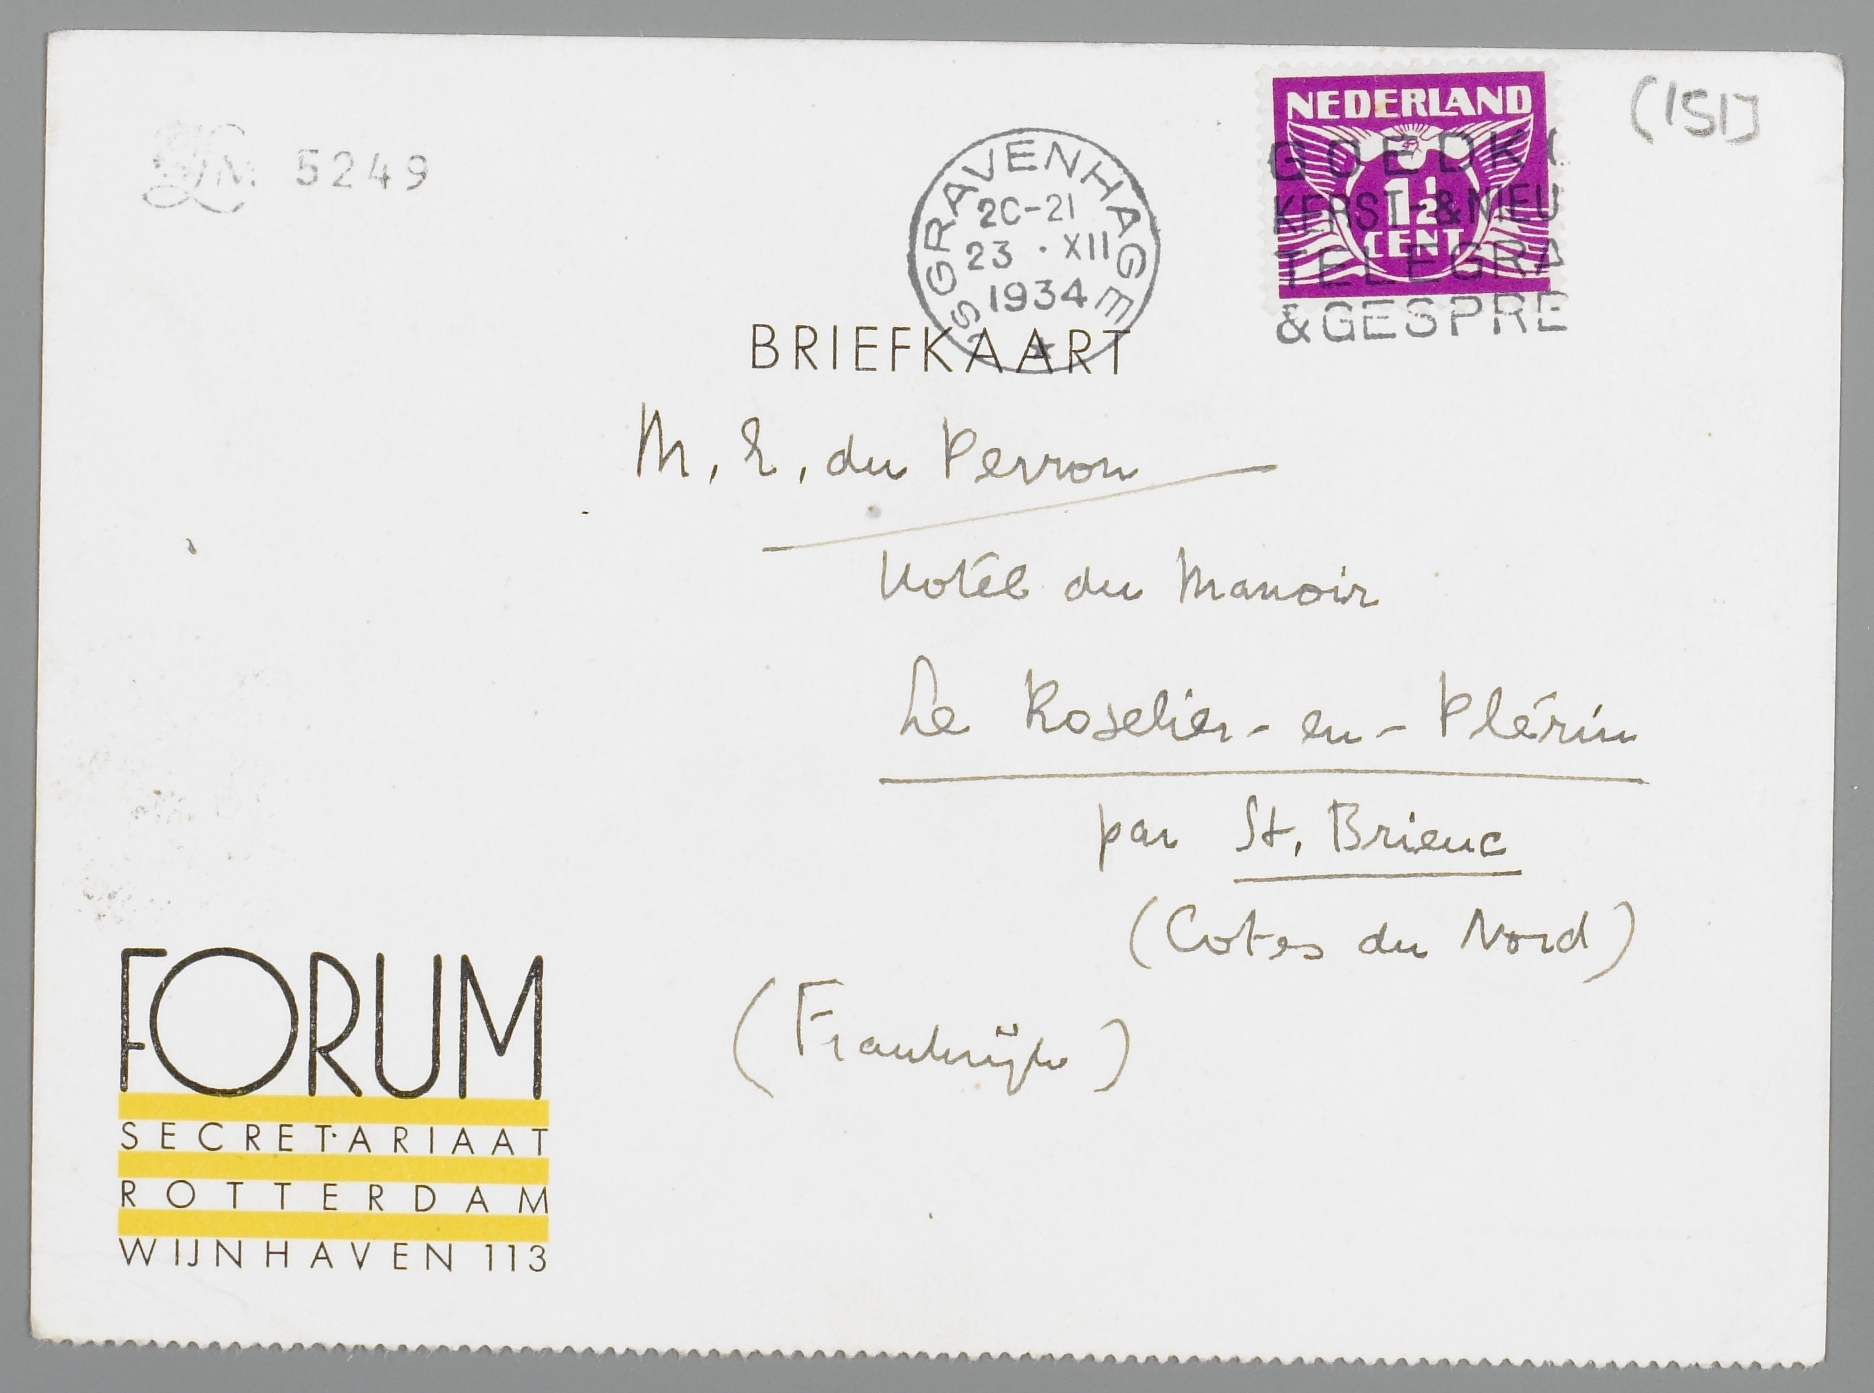 LM 5249
'SGRAVENHAGE
20-21
23 · XII
1934
NEDERLAND
1½
CENT
GOEDK
KERST- & NIEU
TELEGRA
& GESPRE
(151)
BRIEFKAART
M. E. du Perron
Hotel du Manoir
Le Roselier-en-Plérin
par St. Brieuc
(Cotes du Nord)
(Frankrijk)
FORUM
SECRETARIAAT
ROTTERDAM
WIJNHAVEN 113